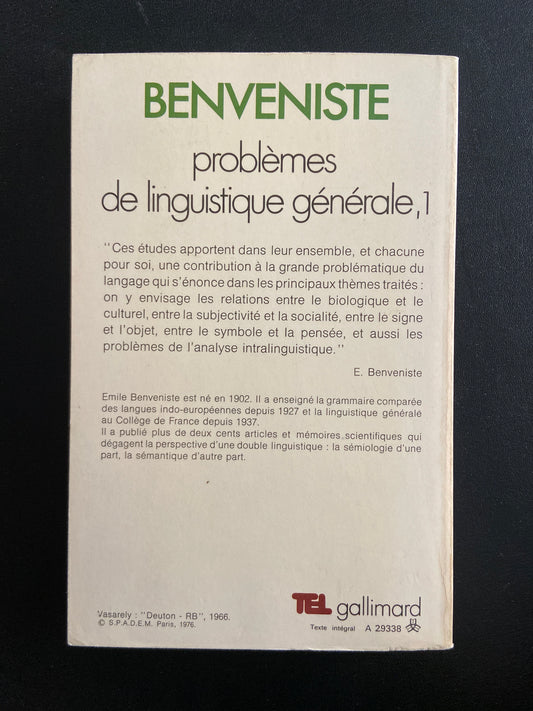 BENVENISTE
problèmes
de linguistique générale,1
"Ces études apportent dans leur ensemble, et chacune
pour soi, une contribution à la grande problématique du
langage qui s'énonce dans les principaux thèmes traités :
on y envisage les relations entre le biologique et le
culturel, entre la subjectivité et la socialité, entre le signe
et l'objet, entre le symbole et la pensée, et aussi les
problèmes de l'analyse intralinguistique."
E. Benveniste
Emile Benveniste est né en 1902. Il a enseigné la grammaire comparée
des langues indo-européennes depuis 1927 et la linguistique générale
au Collège de France depuis 1937.
Il a publié plus de deux cents articles et mémoires scientifiques qui
dégagent la perspective d'une double linguistique : la sémiologie d'une
part, la sémantique d'autre part.
Vasarely : "Deuton - RB", 1966.
© S.P.A.D.E.M. Paris, 1976.
TEL gallimard
Texte intégral A 29338